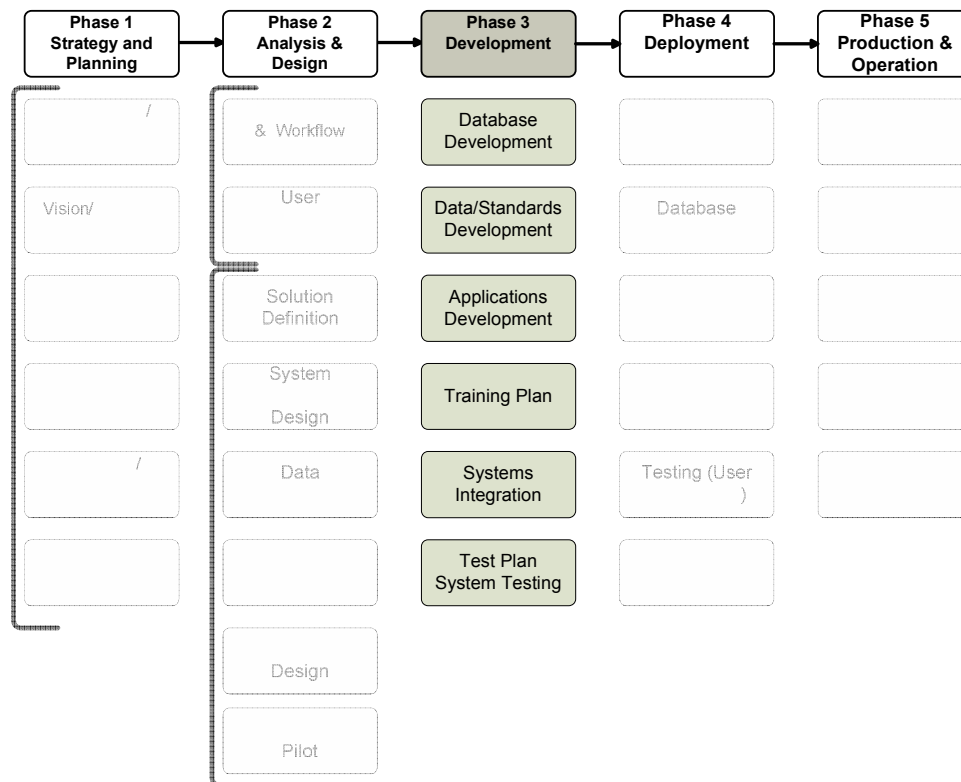 Phase 1
Strategy and
Planning
Phase 2
Analysis &
Design
Phase 3
Development
Phase 4
Deployment
Phase 5
Production &
Operation
/
Vision/
/
& Workflow
User
Solution
Definition
System
Design
Data
Design
Pilot
Database
Development
Data/Standards
Development
Applications
Development
Training Plan
Systems
Integration
Test Plan
System Testing
Database
Testing (User
)